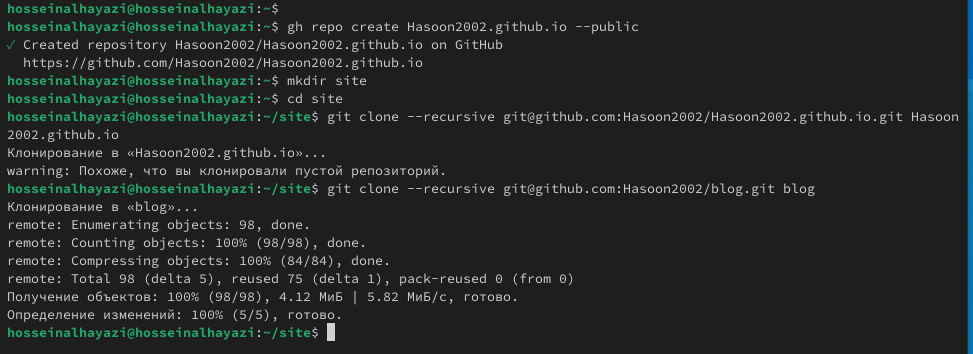 hosseinalhayazi@hosseinalhayazi:~$
hosseinalhayazi@hosseinalhayazi:~$ gh repo create Hasoon2002.github.io --public
✓ Created repository Hasoon2002/Hasoon2002.github.io on GitHub
  https://github.com/Hasoon2002/Hasoon2002.github.io
hosseinalhayazi@hosseinalhayazi:~$ mkdir site
hosseinalhayazi@hosseinalhayazi:~$ cd site
hosseinalhayazi@hosseinalhayazi:~/site$ git clone --recursive git@github.com:Hasoon2002/Hasoon2002.github.io.git Hasoon
2002.github.io
Клонирование в «Hasoon2002.github.io»...
warning: Похоже, что вы клонировали пустой репозиторий.
hosseinalhayazi@hosseinalhayazi:~/site$ git clone --recursive git@github.com:Hasoon2002/blog.git blog
Клонирование в «blog»...
remote: Enumerating objects: 98, done.
remote: Counting objects: 100% (98/98), done.
remote: Compressing objects: 100% (84/84), done.
remote: Total 98 (delta 5), reused 75 (delta 1), pack-reused 0 (from 0)
Получение объектов: 100% (98/98), 4.12 МиБ | 5.82 МиБ/с, готово.
Определение изменений: 100% (5/5), готово.
hosseinalhayazi@hosseinalhayazi:~/site$